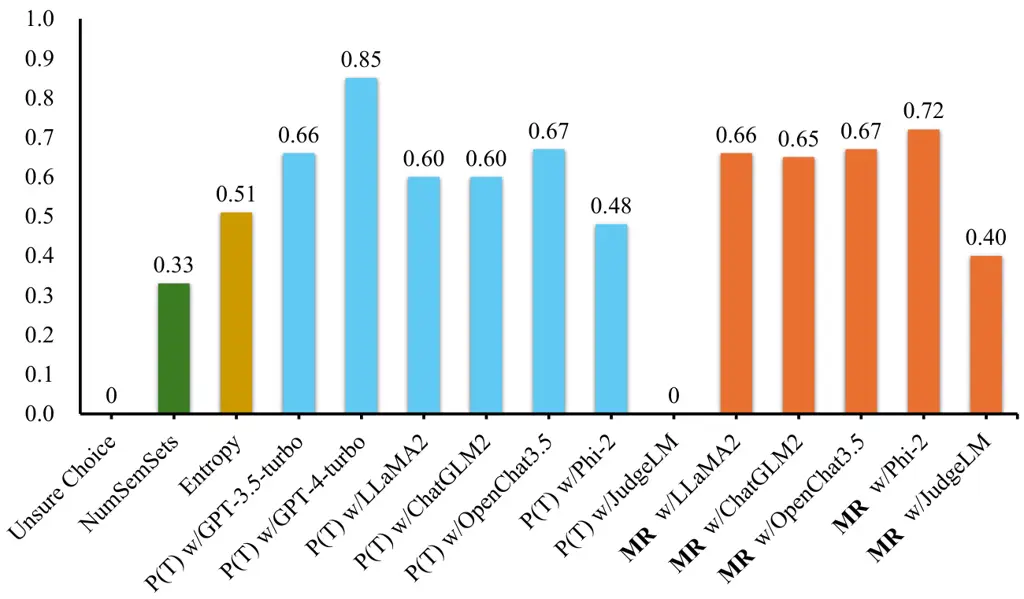 1.0
0.9
0.8
0.7
0.6
0.5
0.4
0.3
0.2
0.1
0.0
0
0.33
0.51
0.66
0.85
0.60
0.60
0.67
0.48
0
0.66
0.65
0.67
0.72
0.40
Unsure Choice
NumSemSets
Entropy
P(T) w/GPT-3.5-turbo
P(T) w/GPT-4-turbo
P(T) w/LLaMA2
P(T) w/ChatGLM2
P(T) w/OpenChat3.5
P(T) w/Phi-2
P(T) w/JudgeLM
MR w/LLaMA2
MR w/ChatGLM2
MR w/OpenChat3.5
MR w/Phi-2
MR w/JudgeLM